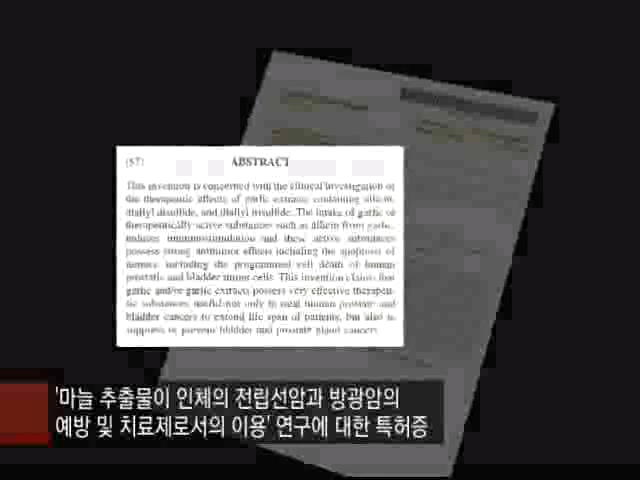 (57) ABSTRACT
This invention is concerned with the clinical investigation of
the therapeutic effects of garlic extracts containing allicin,
diallyl disulfide, and diallyl trisulfide. The intake of garlic or
therapeutically active substances such as allicin from garlic,
induces immunostimulation and these active substances
possess strong antitumor effects including the apoptosis of
tumors, including the programmed cell death of human
prostatic and bladder tumor cells. This invention claims that
garlic and/or garlic extracts possess very effective therapeu-
tic substances, useful not only to treat human prostate and
bladder cancers to extend life span of patients, but also to
suppress or prevent bladder and prostate gland cancers.
'마늘 추출물이 인체의 전립선암과 방광암의
예방 및 치료제로서의 이용' 연구에 대한 특허증